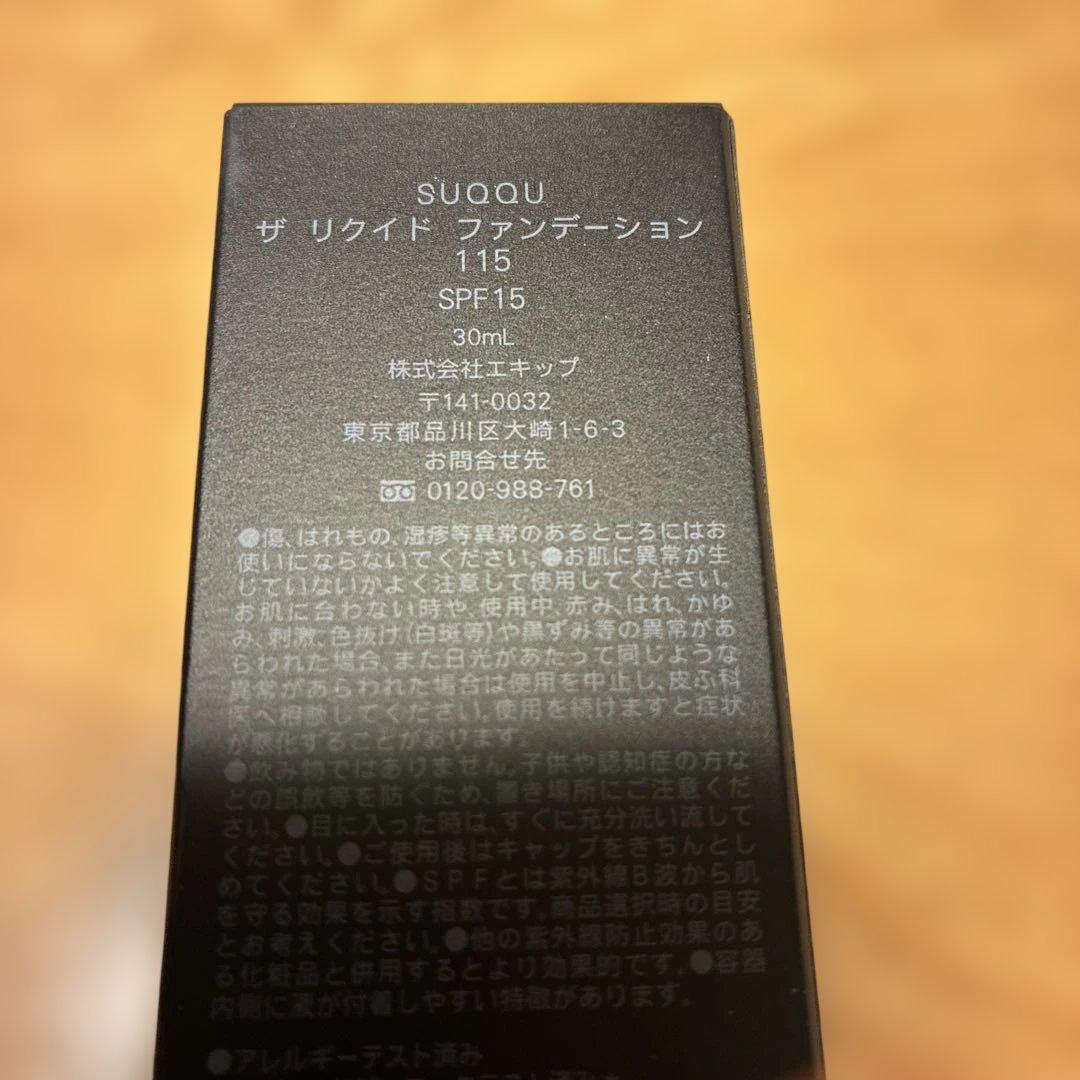 SUQQU
ザ リクイド ファンデーション
115
SPF15
30mL
株式会社エキップ
〒141-0032
東京都品川区大崎1-6-3
お問合せ先
0120-988-761
●傷、はれもの、湿疹等異常のあるところにはお
使いにならないでください。●お肌に異常が生
じていないかよく注意して使用してください。
お肌に合わない時や、使用中、赤み、はれ、かゆ
み、刺激、色抜け(白斑等)や黒ずみ等の異常があ
らわれた場合、また日光があたって同じような
異常があらわれた場合は使用を中止し、皮ふ科
医へ相談してください。使用を続けますと症状
が悪化することがあります。
●飲み物ではありません。子供や認知症の方な
どの誤飲等を防ぐため、置き場所にご注意くだ
さい。●目に入った時は、すぐに充分洗い流して
ください。●ご使用後はキャップをきちんとし
めてください。●SPFとは紫外線B波から肌
を守る効果を示す指数です。商品選択時の目安
とお考えください。●他の紫外線防止効果のあ
る化粧品と併用するとより効果的です。●容器
内側に蓋が付着しやすい特徴があります。
●アレルギーテスト済み